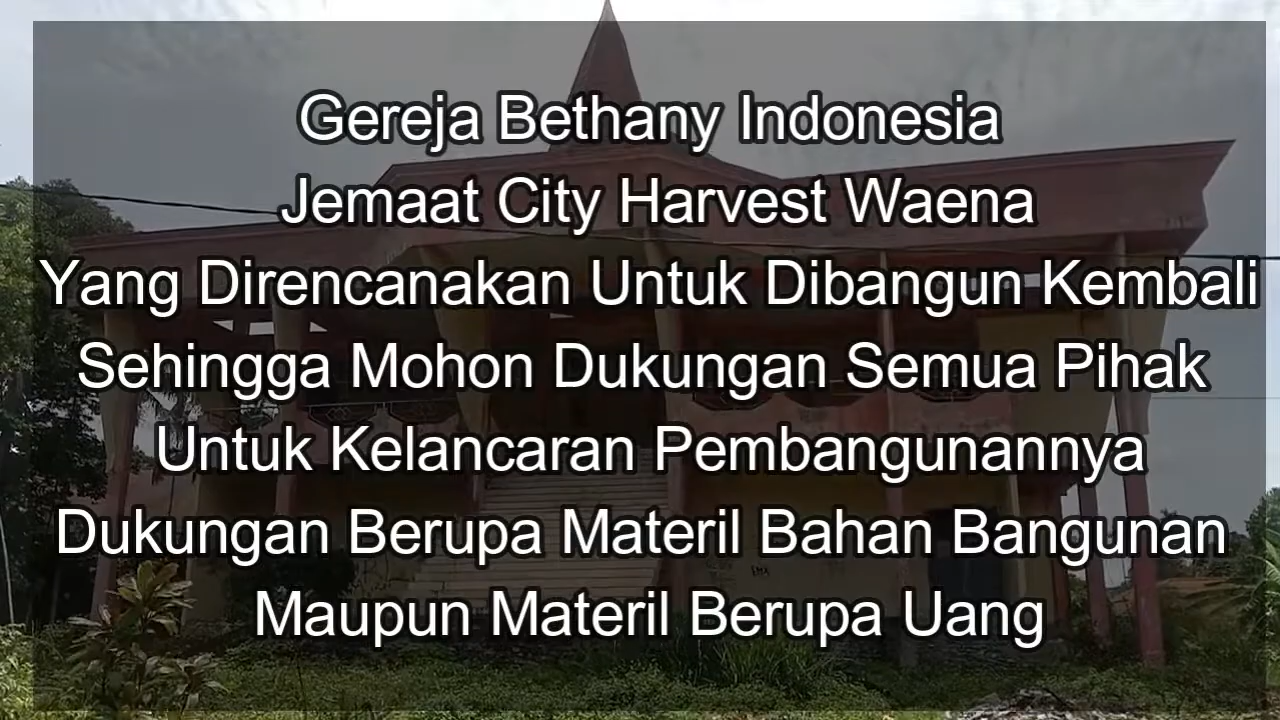 Gereja Bethany Indonesia
Jemaat City Harvest Waena
Yang Direncanakan Untuk Dibangun Kembali
Sehingga Mohon Dukungan Semua Pihak
Untuk Kelancaran Pembangunannya
Dukungan Berupa Materil Bahan Bangunan
Maupun Materil Berupa Uang